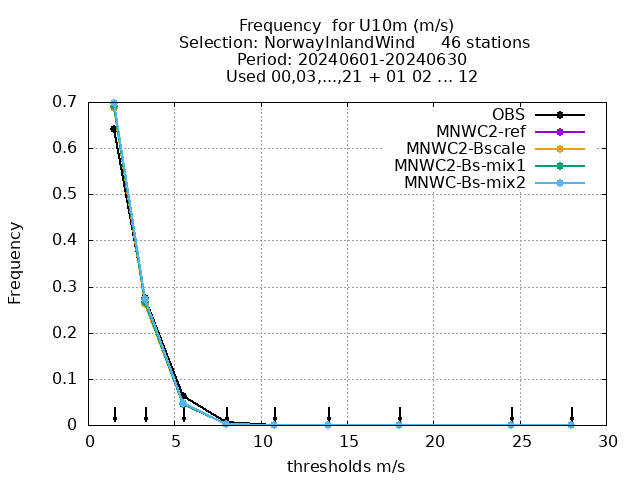 Frequency  for U10m (m/s)
Selection: NorwayInlandWind     46 stations
Period: 20240601-20240630
Used 00,03,...,21 + 01 02 ... 12
OBS
MNWC2-ref
MNWC2-Bscale
MNWC2-Bs-mix1
MNWC-Bs-mix2
0.7
0.6
0.5
0.4
0.3
0.2
0.1
0
Frequency
0 5 10 15 20 25 30
thresholds m/s